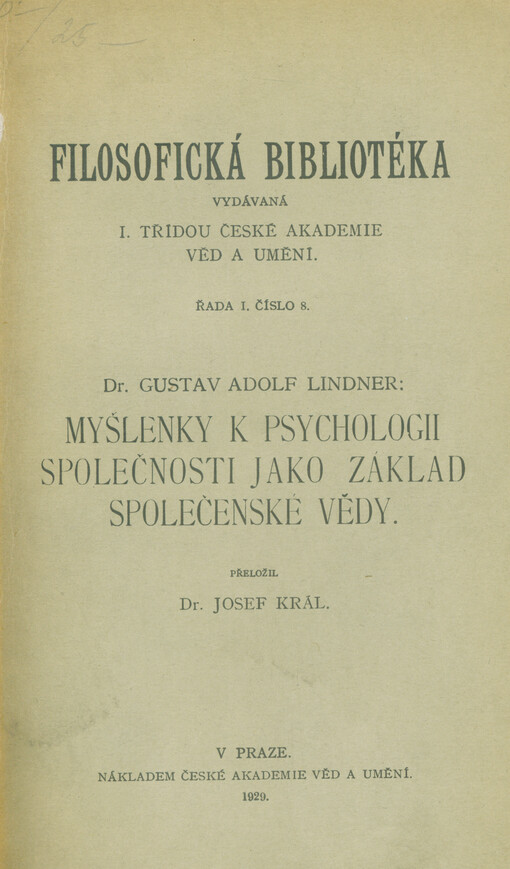 25 —
FILOSOFICKÁ BIBLIOTÉKA
VYDÁVANÁ
I. TŘÍDOU ČESKÉ AKADEMIE
VĚD A UMĚNÍ.
ŘADA I. ČÍSLO 8.
Dr. GUSTAV ADOLF LINDNER:
MYŠLENKY K PSYCHOLOGII
SPOLEČNOSTI JAKO ZÁKLAD
SPOLEČENSKÉ VĚDY.
PŘELOŽIL
Dr. JOSEF KRÁL.
V PRAZE.
NÁKLADEM ČESKÉ AKADEMIE VĚD A UMĚNÍ.
1929.